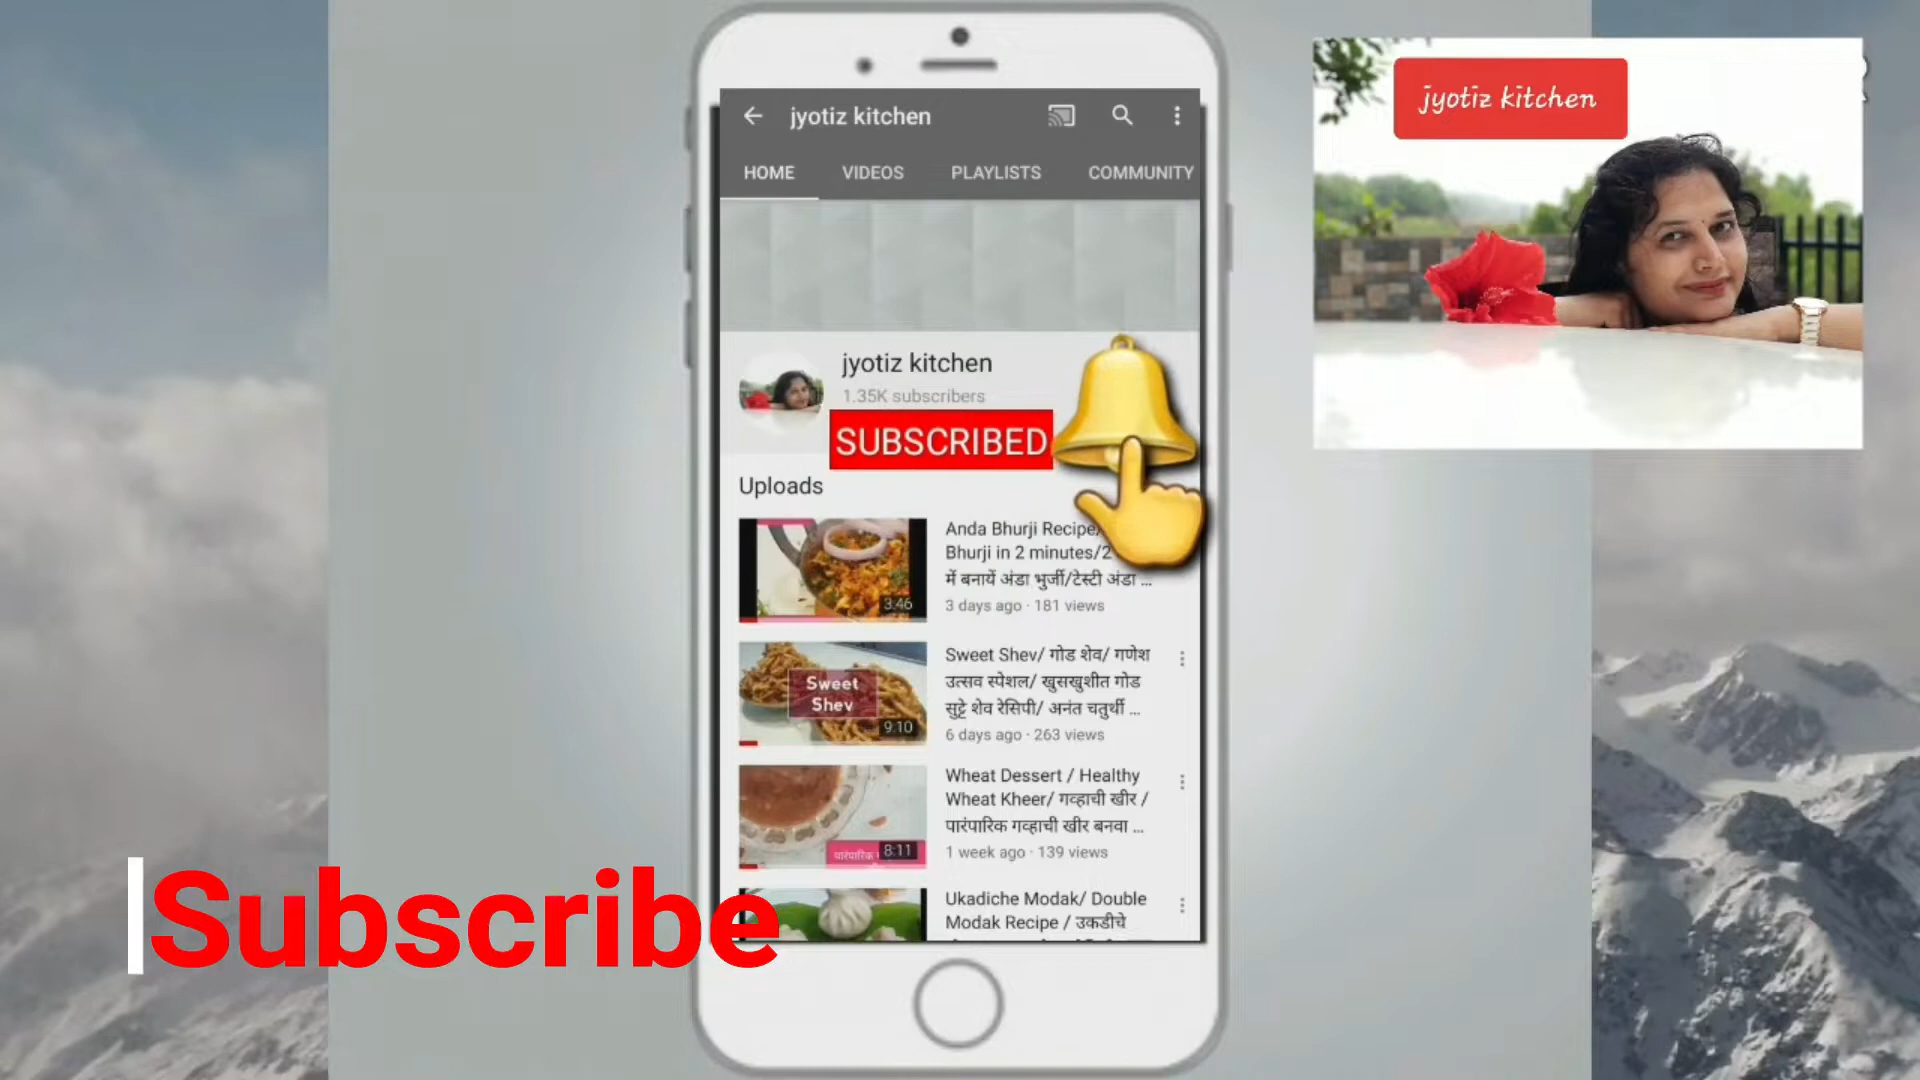 jyotiz kitchen
HOME VIDEOS PLAYLISTS COMMUNITY
jyotiz kitchen
1.35K subscribers
SUBSCRIBED
Uploads
Anda Bhurji Recipe/
Bhurji in 2 minutes/2
में बनायें अंडा भुर्जी/टेस्टी अंडा ...
3 days ago · 181 views
3:46
Sweet Shev/ गोड शेव/ गणेश
उत्सव स्पेशल/ खुसखुशीत गोड
सुट्टे शेव रेसिपी/ अनंत चतुर्थी ...
6 days ago · 263 views
Sweet
Shev
9:10
Wheat Dessert / Healthy
Wheat Kheer/ गव्हाची खीर /
पारंपारिक गव्हाची खीर बनवा ...
1 week ago · 139 views
पारंपारिक
8:11
Ukadiche Modak/ Double
Modak Recipe / उकडीचे
Subscribe
jyotiz kitchen